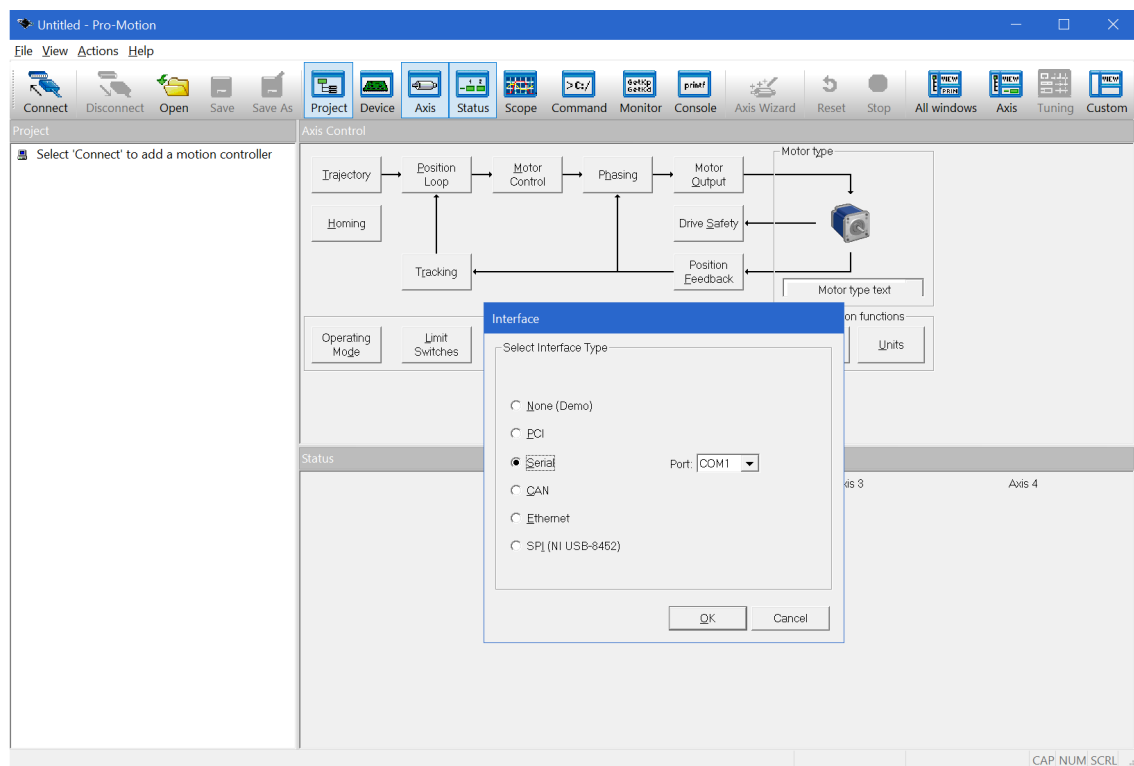 Untitled - Pro-Motion
File View Actions Help
Connect Disconnect Open Save Save As Project Device Axis Status Scope Command Monitor Console Axis Wizard Reset Stop All windows Axis Tuning Custom
Project
Select 'Connect' to add a motion controller
Axis Control
Trajectory
Position
Loop
Motor
Control
Phasing
Motor
Output
Motor type
Homing
Drive Safety
Tracking
Position
Feedback
Motor type text
Operating
Mode
Limit
Switches
on functions
Units
Interface
Select Interface Type
None (Demo)
PCI
Serial
Port: COM1
CAN
Ethernet
SPI (NI USB-8452)
OK Cancel
Status
xis 3 Axis 4
CAP NUM SCRL